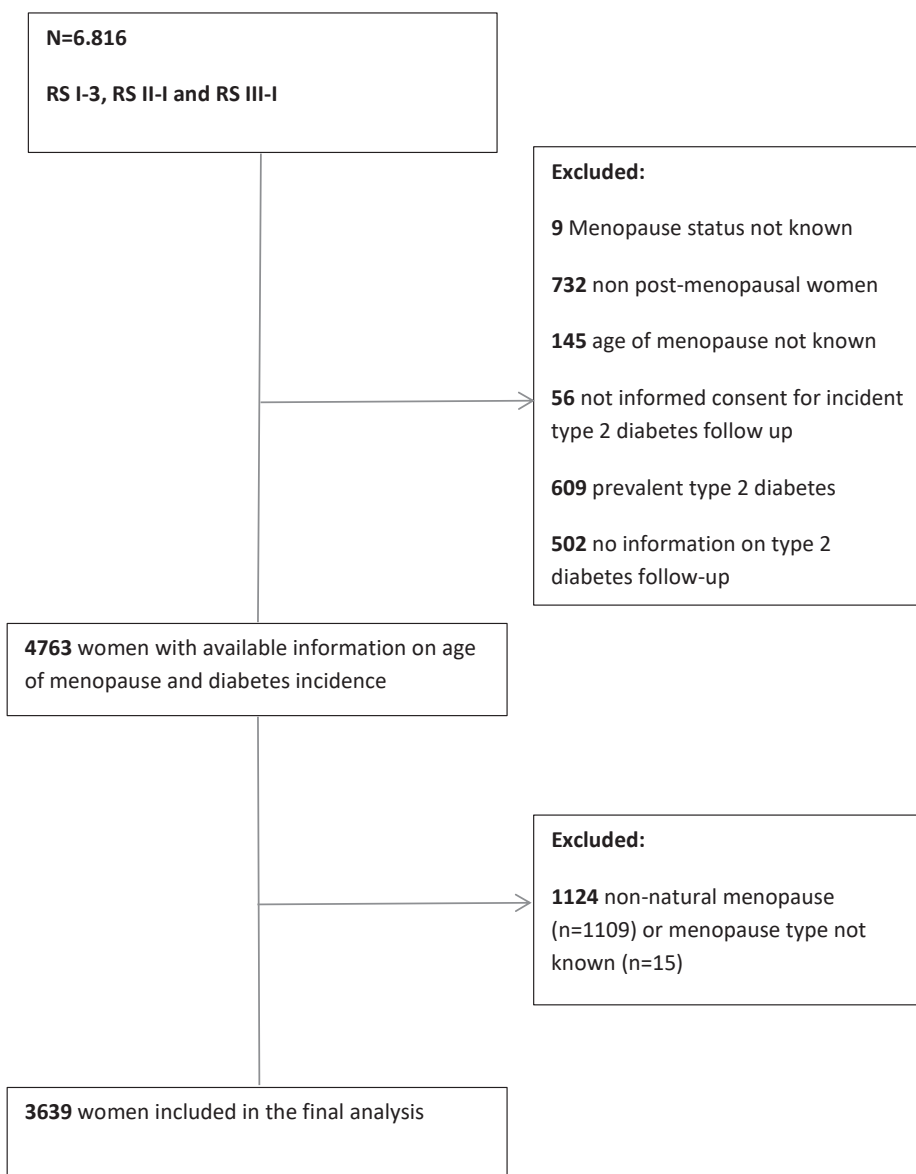 N=6.816
RS I-3, RS II-I and RS III-I
Excluded:
9 Menopause status not known
732 non post-menopausal women
145 age of menopause not known
56 not informed consent for incident
type 2 diabetes follow up
609 prevalent type 2 diabetes
502 no information on type 2
diabetes follow-up
4763 women with available information on age
of menopause and diabetes incidence
Excluded:
1124 non-natural menopause
(n=1109) or menopause type not
known (n=15)
3639 women included in the final analysis